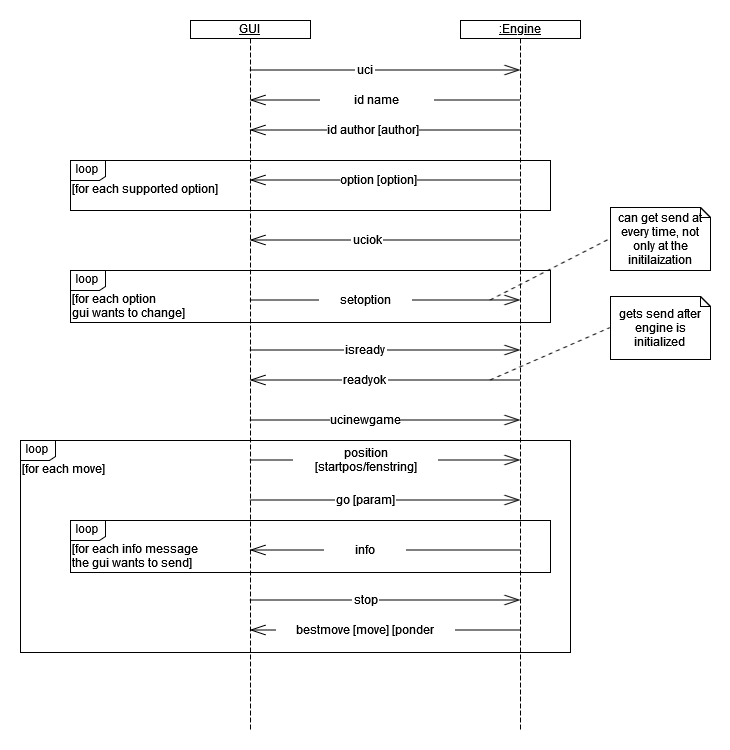 GUI
:Engine
uci
id name
id author [author]
loop
[for each supported option]
option [option]
uciok
can get send at
every time, not
only at the
initilaization
loop
[for each option
gui wants to change]
setoption
gets send after
engine is
initialized
isready
readyok
ucinewgame
loop
[for each move]
position
[startpos/fenstring]
go [param]
loop
[for each info message
the gui wants to send]
info
stop
bestmove [move] [ponder